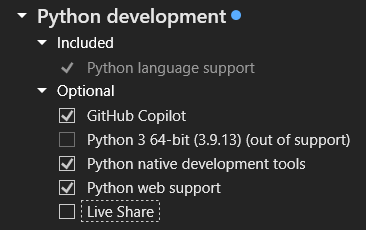 Python development
Included
Python language support
Optional
GitHub Copilot
Python 3 64-bit (3.9.13) (out of support)
Python native development tools
Python web support
Live Share